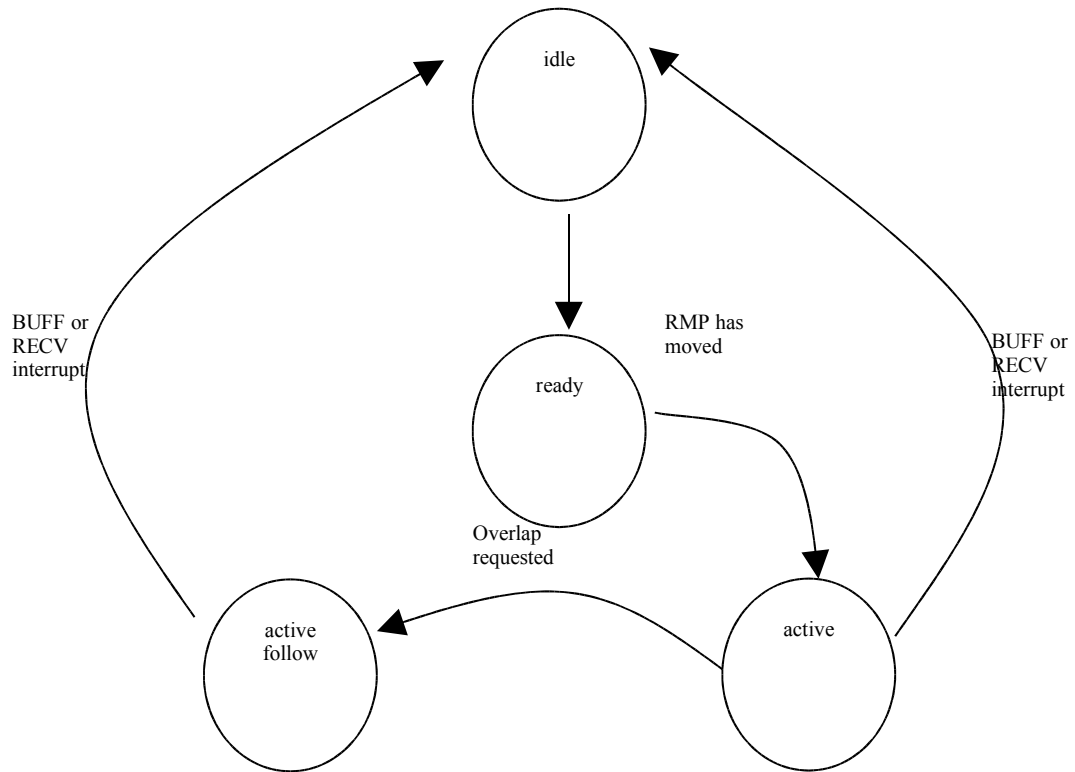 idle
BUFF or
RECV
interrupt
RMP has
moved
BUFF or
RECV
interrupt
ready
Overlap
requested
active
follow
active